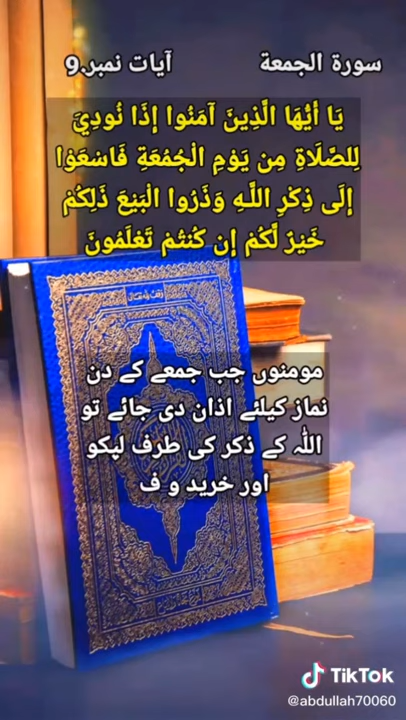 سورة الجمعة
آیات نمبر.9
يَا أَيُّهَا الَّذِينَ آمَنُوا إِذَا نُودِيَ
لِلصَّلَاةِ مِن يَوْمِ الْجُمُعَةِ فَاسْعَوْا
إِلَى ذِكْرِ اللَّهِ وَذَرُوا الْبَيْعَ ذَلِكُمْ
خَيْرٌ لَّكُمْ إِن كُنتُمْ تَعْلَمُونَ
مومنوں جب جمعے کے دن
نماز کیلئے اذان دی جائے تو
اللہ کے ذکر کی طرف لپکو
اور خرید و ف
TikTok
@abdullah70060